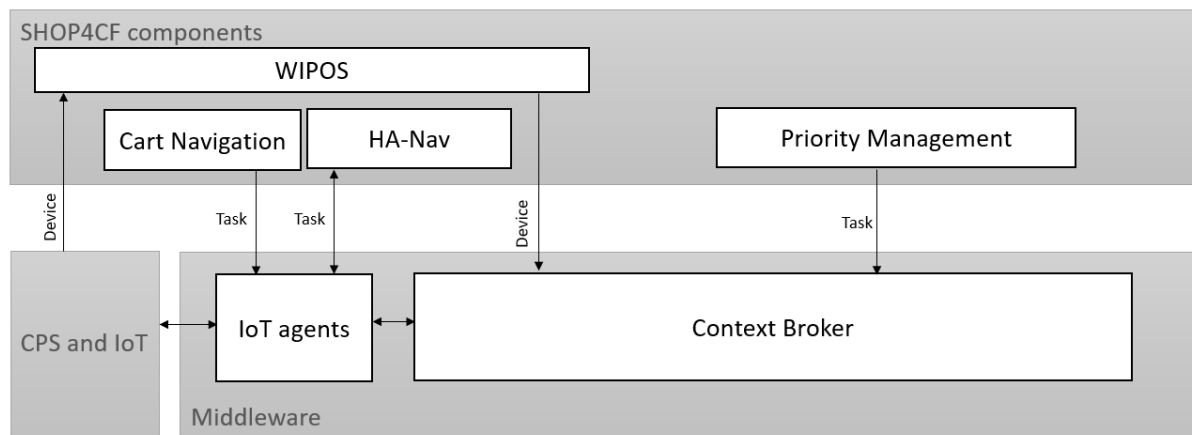 SHOP4CF components
WIPOS
Cart Navigation
HA-Nav
Priority Management
Device
Task
Task
Device
Task
CPS and IoT
IoT agents
Context Broker
Middleware